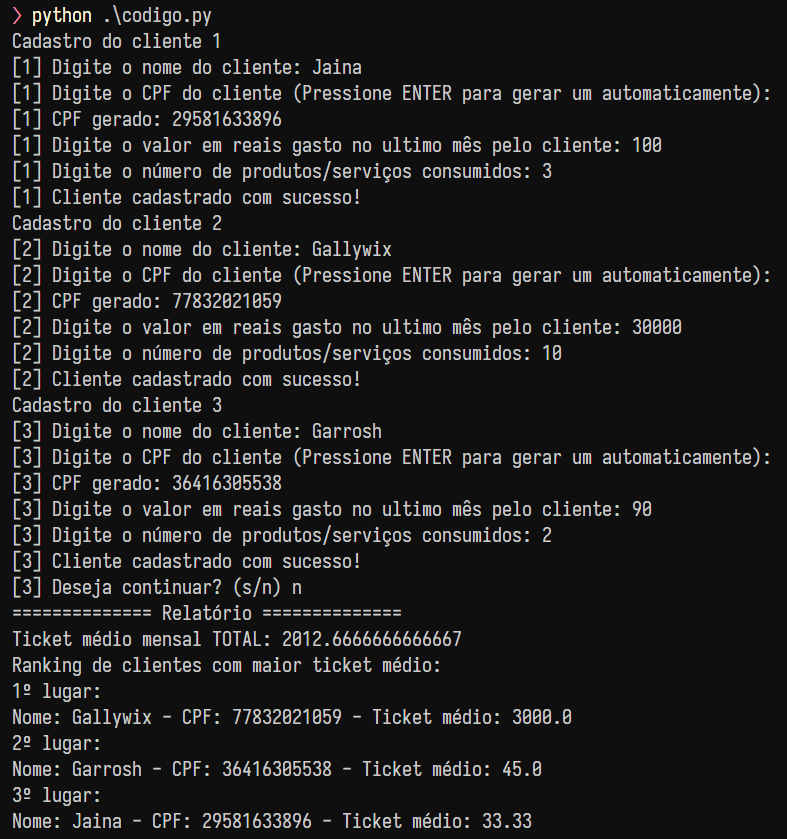 ❯ python .\codigo.py
Cadastro do cliente 1
[1] Digite o nome do cliente: Jaina
[1] Digite o CPF do cliente (Pressione ENTER para gerar um automaticamente):
[1] CPF gerado: 29581633896
[1] Digite o valor em reais gasto no ultimo mês pelo cliente: 100
[1] Digite o número de produtos/serviços consumidos: 3
[1] Cliente cadastrado com sucesso!
Cadastro do cliente 2
[2] Digite o nome do cliente: Gallywix
[2] Digite o CPF do cliente (Pressione ENTER para gerar um automaticamente):
[2] CPF gerado: 77832021059
[2] Digite o valor em reais gasto no ultimo mês pelo cliente: 30000
[2] Digite o número de produtos/serviços consumidos: 10
[2] Cliente cadastrado com sucesso!
Cadastro do cliente 3
[3] Digite o nome do cliente: Garrosh
[3] Digite o CPF do cliente (Pressione ENTER para gerar um automaticamente):
[3] CPF gerado: 36416305538
[3] Digite o valor em reais gasto no ultimo mês pelo cliente: 90
[3] Digite o número de produtos/serviços consumidos: 2
[3] Cliente cadastrado com sucesso!
[3] Deseja continuar? (s/n) n
============== Relatório ==============
Ticket médio mensal TOTAL: 2012.6666666666667
Ranking de clientes com maior ticket médio:
1º lugar:
Nome: Gallywix - CPF: 77832021059 - Ticket médio: 3000.0
2º lugar:
Nome: Garrosh - CPF: 36416305538 - Ticket médio: 45.0
3º lugar:
Nome: Jaina - CPF: 29581633896 - Ticket médio: 33.33